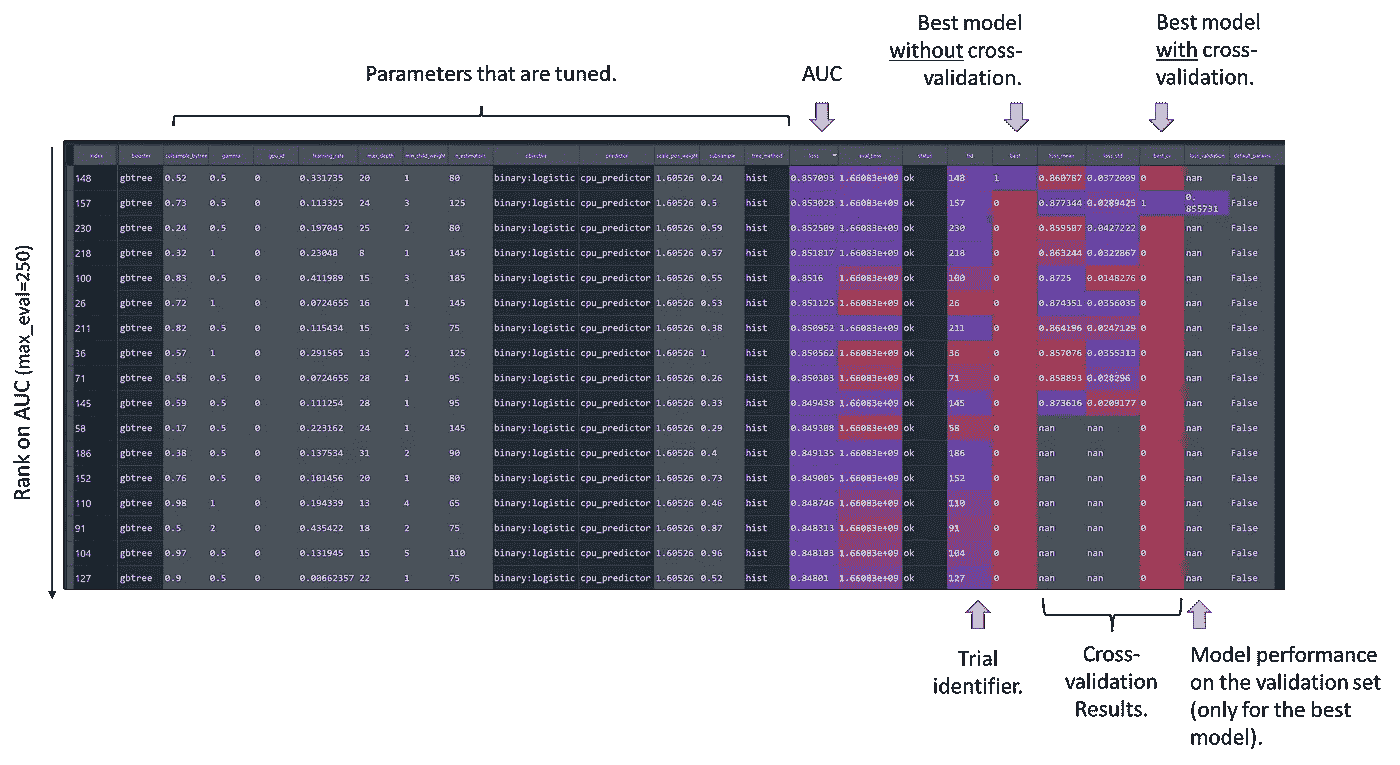 Best model
without cross-
validation.
Best model
with cross-
validation.
Parameters that are tuned.
AUC
Rank on AUC (max_eval=250)
index booster colsample_bytree gamma gpu_id learning_rate max_depth min_child_weight n_estimators objective predictor scale_pos_weight subsample tree_method loss eval_time status tid best loss_mean loss_std best_cv loss_validation default_params
148 gbtree 0.52 0.5 0 0.331735 20 1 80 binary:logistic cpu_predictor 1.60526 0.24 hist 0.857093 1.66083e+09 ok 148 1 0.860787 0.0372009 0 nan False
157 gbtree 0.73 0.5 0 0.113325 24 3 125 binary:logistic cpu_predictor 1.60526 0.5 hist 0.853028 1.66083e+09 ok 157 0 0.877344 0.0289425 1 0.855731 False
230 gbtree 0.24 0.5 0 0.197045 25 2 80 binary:logistic cpu_predictor 1.60526 0.59 hist 0.852509 1.66083e+09 ok 230 0 0.859587 0.0427222 0 nan False
218 gbtree 0.32 1 0 0.23048 8 1 145 binary:logistic cpu_predictor 1.60526 0.57 hist 0.851817 1.66083e+09 ok 218 0 0.863244 0.0322867 0 nan False
100 gbtree 0.83 0.5 0 0.411989 15 3 185 binary:logistic cpu_predictor 1.60526 0.55 hist 0.8516 1.66083e+09 ok 100 0 0.8725 0.0148276 0 nan False
26 gbtree 0.72 1 0 0.0724655 16 1 145 binary:logistic cpu_predictor 1.60526 0.53 hist 0.851125 1.66083e+09 ok 26 0 0.874351 0.0356035 0 nan False
211 gbtree 0.82 0.5 0 0.115434 15 3 75 binary:logistic cpu_predictor 1.60526 0.38 hist 0.850952 1.66083e+09 ok 211 0 0.864196 0.0247129 0 nan False
36 gbtree 0.57 1 0 0.291565 13 2 125 binary:logistic cpu_predictor 1.60526 1 hist 0.850562 1.66083e+09 ok 36 0 0.857076 0.0355313 0 nan False
71 gbtree 0.58 0.5 0 0.0724655 28 1 95 binary:logistic cpu_predictor 1.60526 0.26 hist 0.850303 1.66083e+09 ok 71 0 0.858893 0.028296 0 nan False
145 gbtree 0.59 0.5 0 0.111254 28 1 95 binary:logistic cpu_predictor 1.60526 0.33 hist 0.849438 1.66083e+09 ok 145 0 0.873616 0.0209177 0 nan False
58 gbtree 0.17 0.5 0 0.223162 24 1 145 binary:logistic cpu_predictor 1.60526 0.29 hist 0.849308 1.66083e+09 ok 58 0 nan nan 0 nan False
186 gbtree 0.38 0.5 0 0.137534 31 2 90 binary:logistic cpu_predictor 1.60526 0.4 hist 0.849135 1.66083e+09 ok 186 0 nan nan 0 nan False
152 gbtree 0.76 0.5 0 0.101456 20 1 80 binary:logistic cpu_predictor 1.60526 0.73 hist 0.849005 1.66083e+09 ok 152 0 nan nan 0 nan False
110 gbtree 0.98 1 0 0.194339 13 4 65 binary:logistic cpu_predictor 1.60526 0.46 hist 0.848746 1.66083e+09 ok 110 0 nan nan 0 nan False
91 gbtree 0.5 2 0 0.435422 18 2 75 binary:logistic cpu_predictor 1.60526 0.87 hist 0.848313 1.66083e+09 ok 91 0 nan nan 0 nan False
104 gbtree 0.97 0.5 0 0.131945 15 5 110 binary:logistic cpu_predictor 1.60526 0.96 hist 0.848183 1.66083e+09 ok 104 0 nan nan 0 nan False
127 gbtree 0.9 0.5 0 0.00662357 22 1 75 binary:logistic cpu_predictor 1.60526 0.52 hist 0.84801 1.66083e+09 ok 127 0 nan nan 0 nan False
Trial
identifier.
Cross-
validation
Results.
Model performance
on the validation set
(only for the best
model).